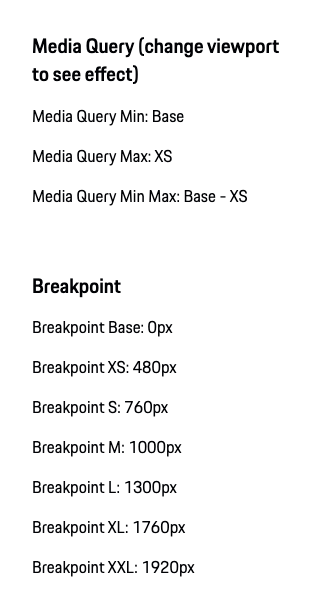 Media Query (change viewport
to see effect)
Media Query Min: Base
Media Query Max: XS
Media Query Min Max: Base - XS
Breakpoint
Breakpoint Base: 0px
Breakpoint XS: 480px
Breakpoint S: 760px
Breakpoint M: 1000px
Breakpoint L: 1300px
Breakpoint XL: 1760px
Breakpoint XXL: 1920px